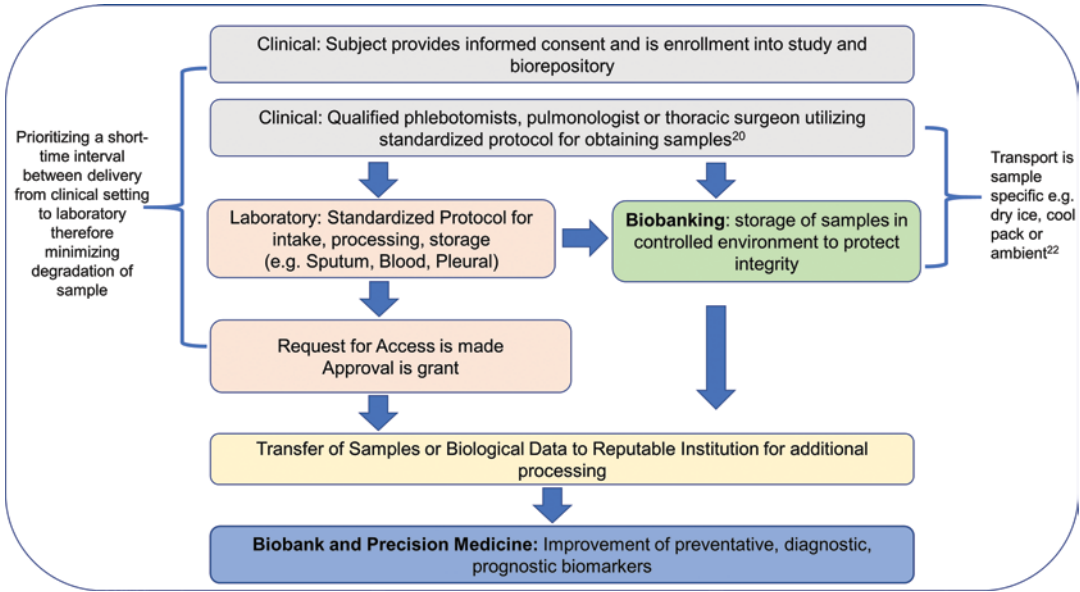 Clinical: Subject provides informed consent and is enrollment into study and
biorepository
Clinical: Qualified phlebotomists, pulmonologist or thoracic surgeon utilizing
standardized protocol for obtaining samples²⁰
Prioritizing a short-
time interval
between delivery
from clinical setting
to laboratory
therefore
minimizing
degradation of
sample
Laboratory: Standardized Protocol for
intake, processing, storage
(e.g. Sputum, Blood, Pleural)
Biobanking: storage of samples in
controlled environment to protect
integrity
Transport is
sample
specific e.g.
dry ice, cool
pack or
ambient²²
Request for Access is made
Approval is grant
Transfer of Samples or Biological Data to Reputable Institution for additional
processing
Biobank and Precision Medicine: Improvement of preventative, diagnostic,
prognostic biomarkers